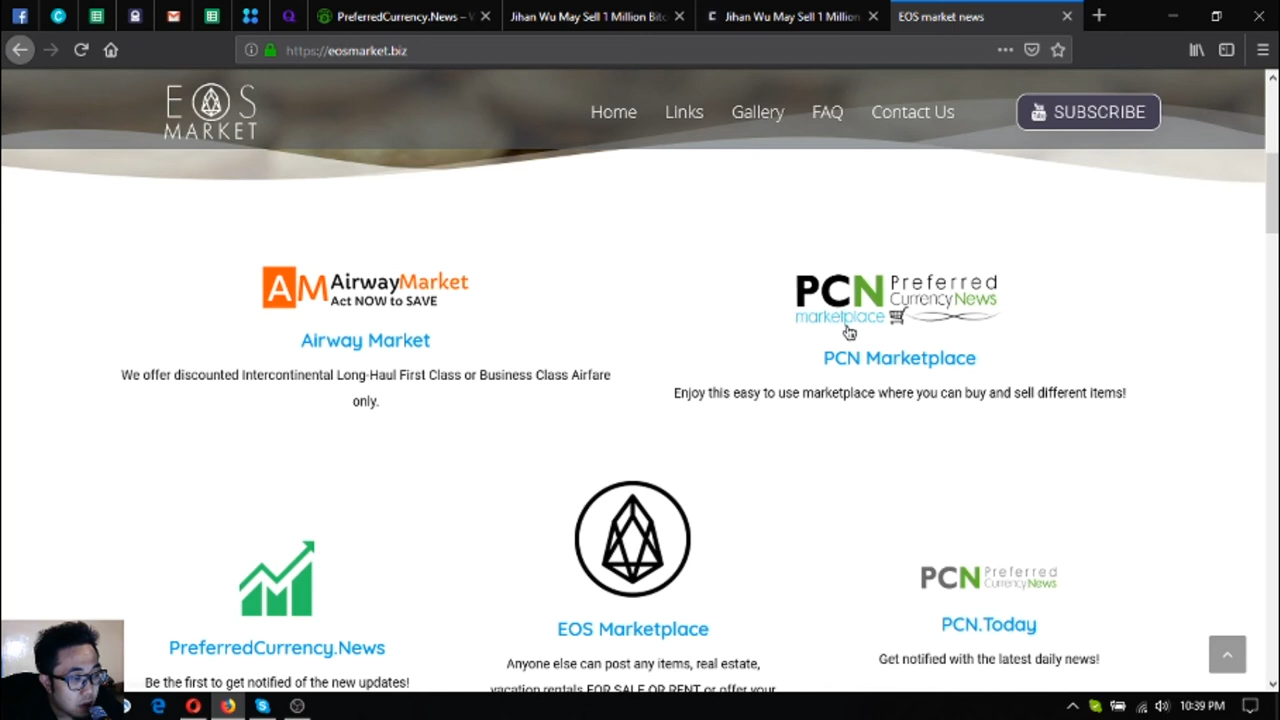 PreferredCurrency.News –
Jihan Wu May Sell 1 Million Bitc
Jihan Wu May Sell 1 Million
EOS market news
https://eosmarket.biz
EOS
MARKET
Home
Links
Gallery
FAQ
Contact Us
SUBSCRIBE
AM AirwayMarket
Act NOW to SAVE
Airway Market
We offer discounted Intercontinental Long-Haul First Class or Business Class Airfare
only.
PCN Preferred
CurrencyNews
marketplace
PCN Marketplace
Enjoy this easy to use marketplace where you can buy and sell different items!
PreferredCurrency.News
Be the first to get notified of the new updates!
EOS Marketplace
Anyone else can post any items, real estate,
vacation rentals FOR SALE OR RENT or offer your
PCN Preferred
CurrencyNews
PCN.Today
Get notified with the latest daily news!
10:39 PM